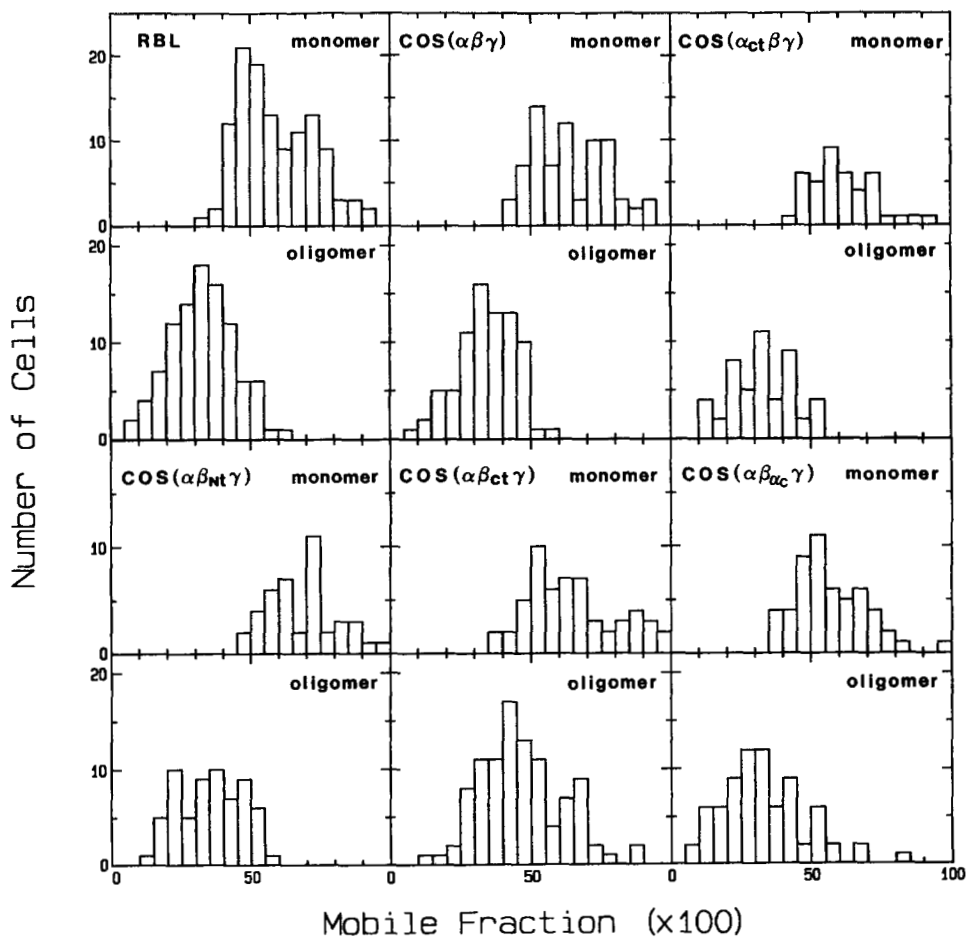 Number of Cells
20
10
0
RBL monomer
COS(αβγ) monomer
COS(α_ctβγ) monomer
20
10
0
oligomer
oligomer
oligomer
10
0
COS(αβ_Ntγ) monomer
COS(αβ_ctγ) monomer
COS(αβ_αcγ) monomer
20
10
0
oligomer
oligomer
oligomer
0 50 0 50 0 50 100
Mobile Fraction (x100)